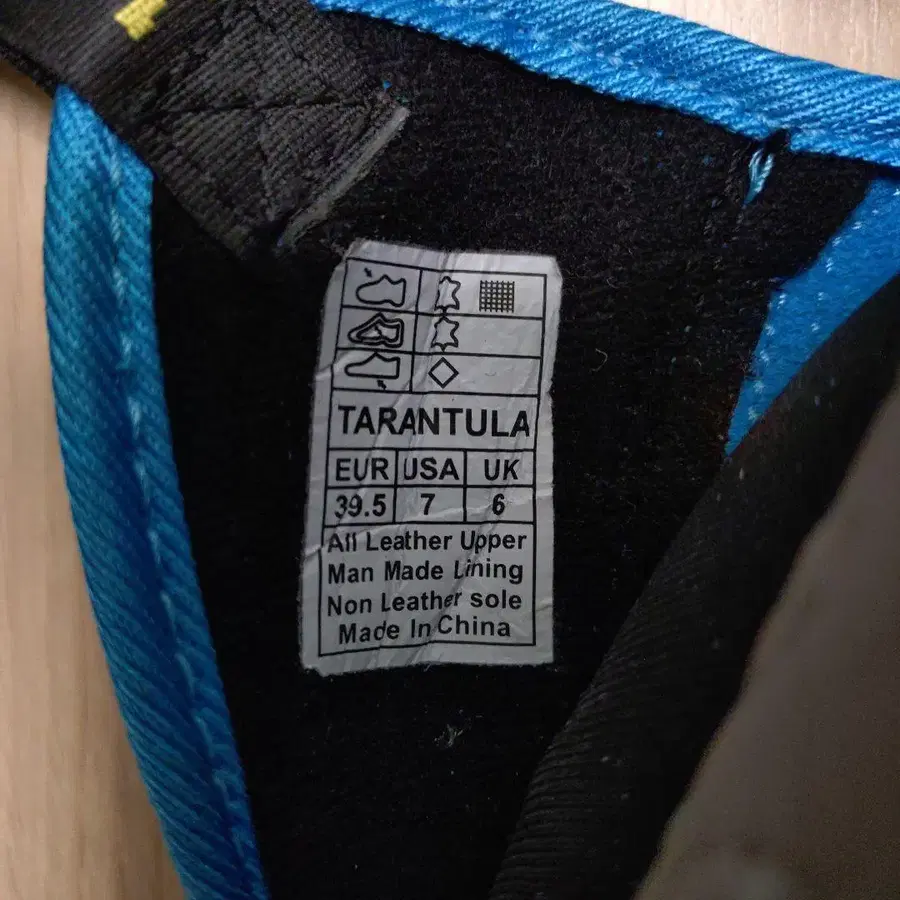 TARANTULA
EUR USA UK
39.5 7 6
All Leather Upper
Man Made Lining
Non Leather sole
Made In China